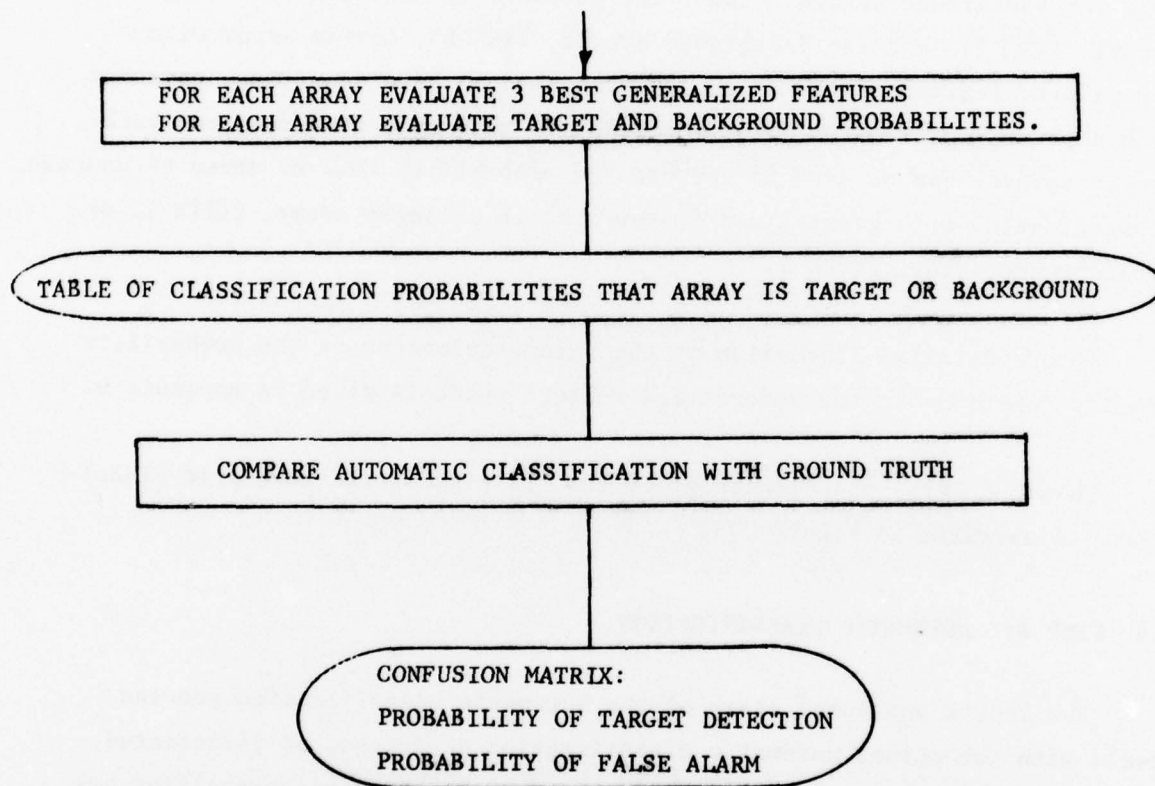 FOR EACH ARRAY EVALUATE 3 BEST GENERALIZED FEATURES
FOR EACH ARRAY EVALUATE TARGET AND BACKGROUND PROBABILITIES.
TABLE OF CLASSIFICATION PROBABILITIES THAT ARRAY IS TARGET OR BACKGROUND
COMPARE AUTOMATIC CLASSIFICATION WITH GROUND TRUTH
CONFUSION MATRIX:
PROBABILITY OF TARGET DETECTION
PROBABILITY OF FALSE ALARM